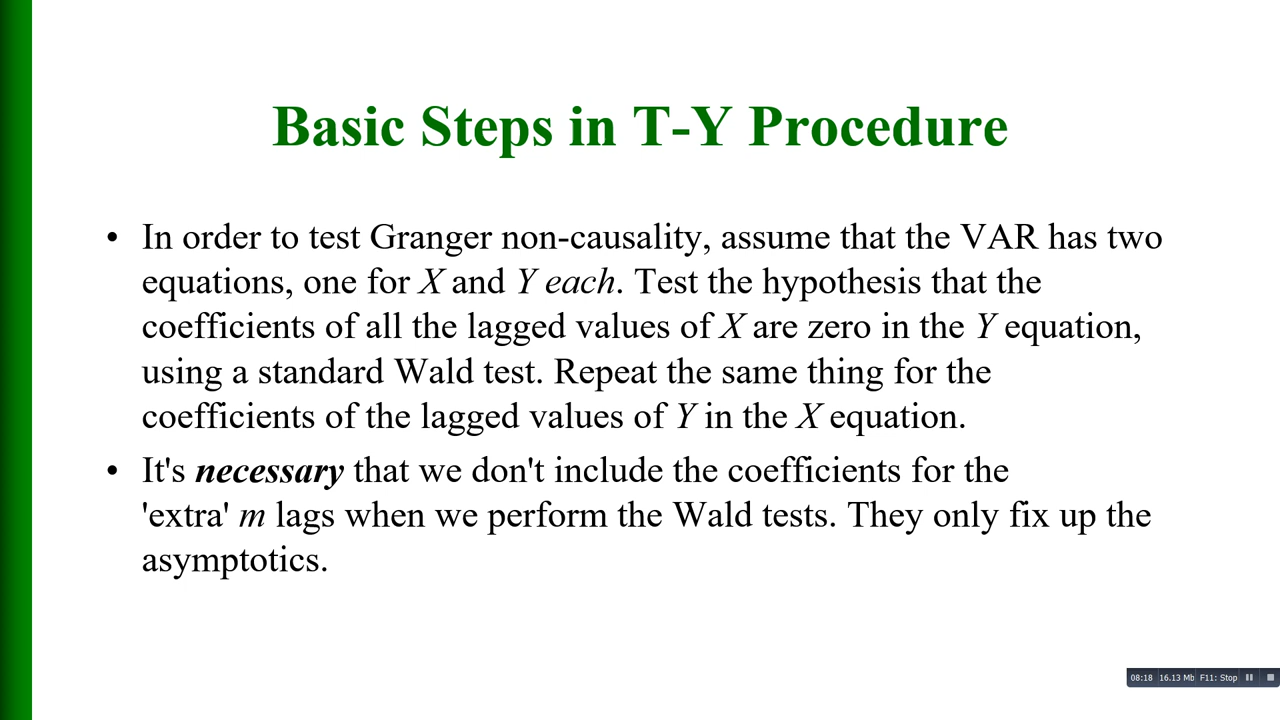 Basic Steps in T-Y Procedure
• In order to test Granger non-causality, assume that the VAR has two
equations, one for X and Y each. Test the hypothesis that the
coefficients of all the lagged values of X are zero in the Y equation,
using a standard Wald test. Repeat the same thing for the
coefficients of the lagged values of Y in the X equation.
• It's necessary that we don't include the coefficients for the
'extra' m lags when we perform the Wald tests. They only fix up the
asymptotics.
08:18 16.13 Mb F11: Stop